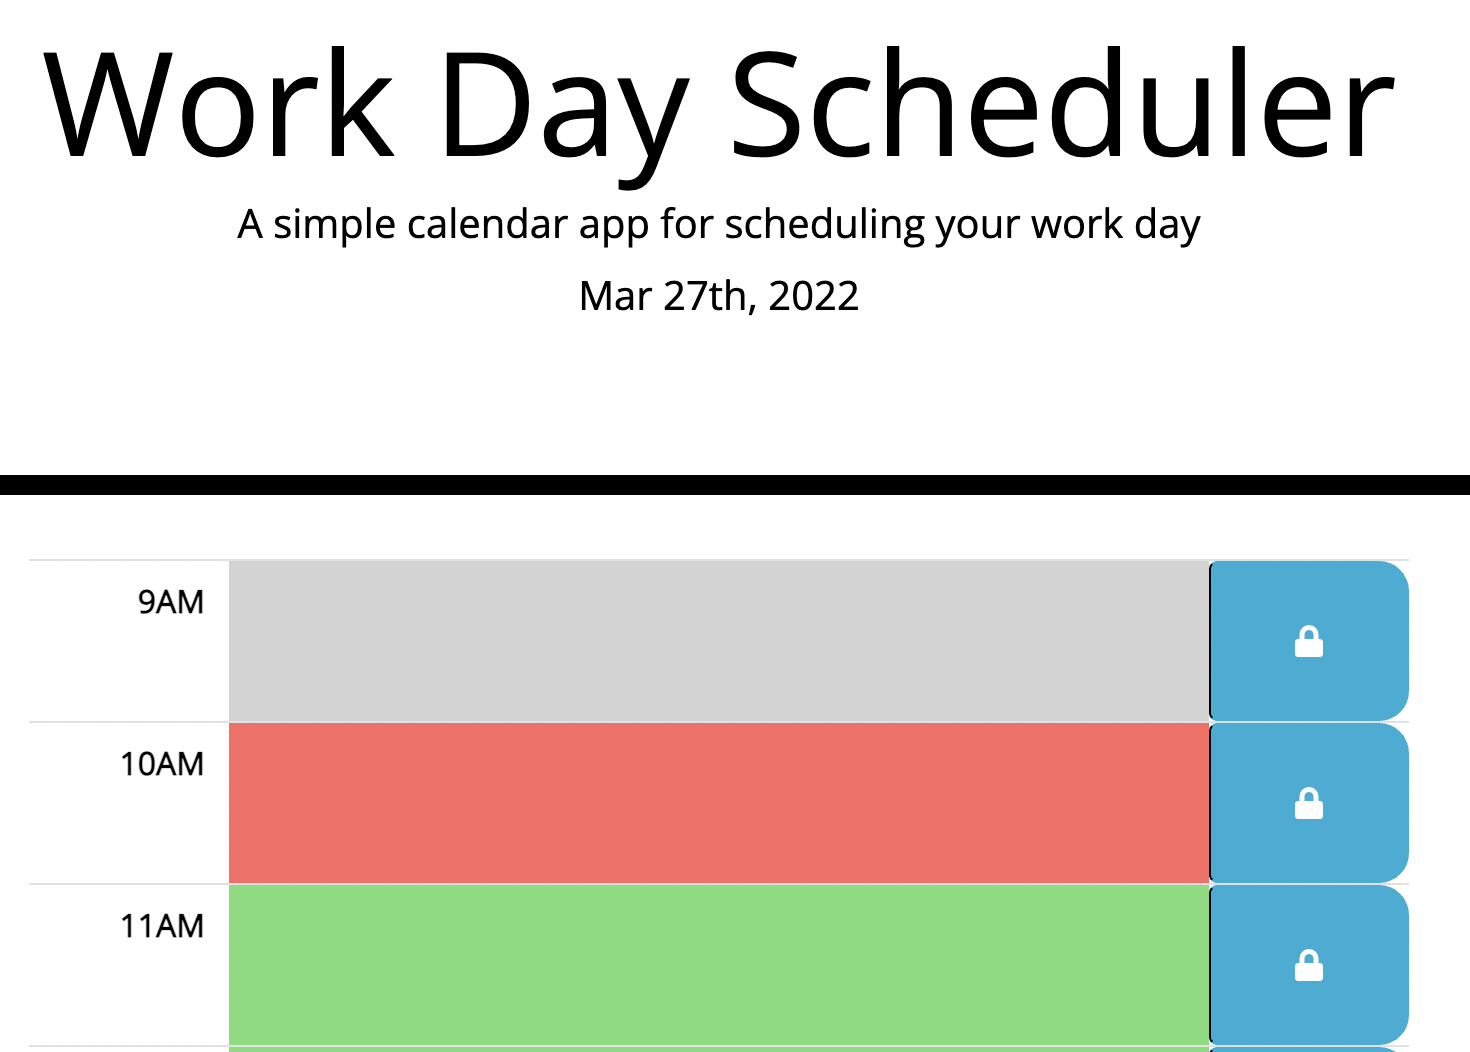 Work Day Scheduler
A simple calendar app for scheduling your work day
Mar 27th, 2022
9AM
10AM
11AM